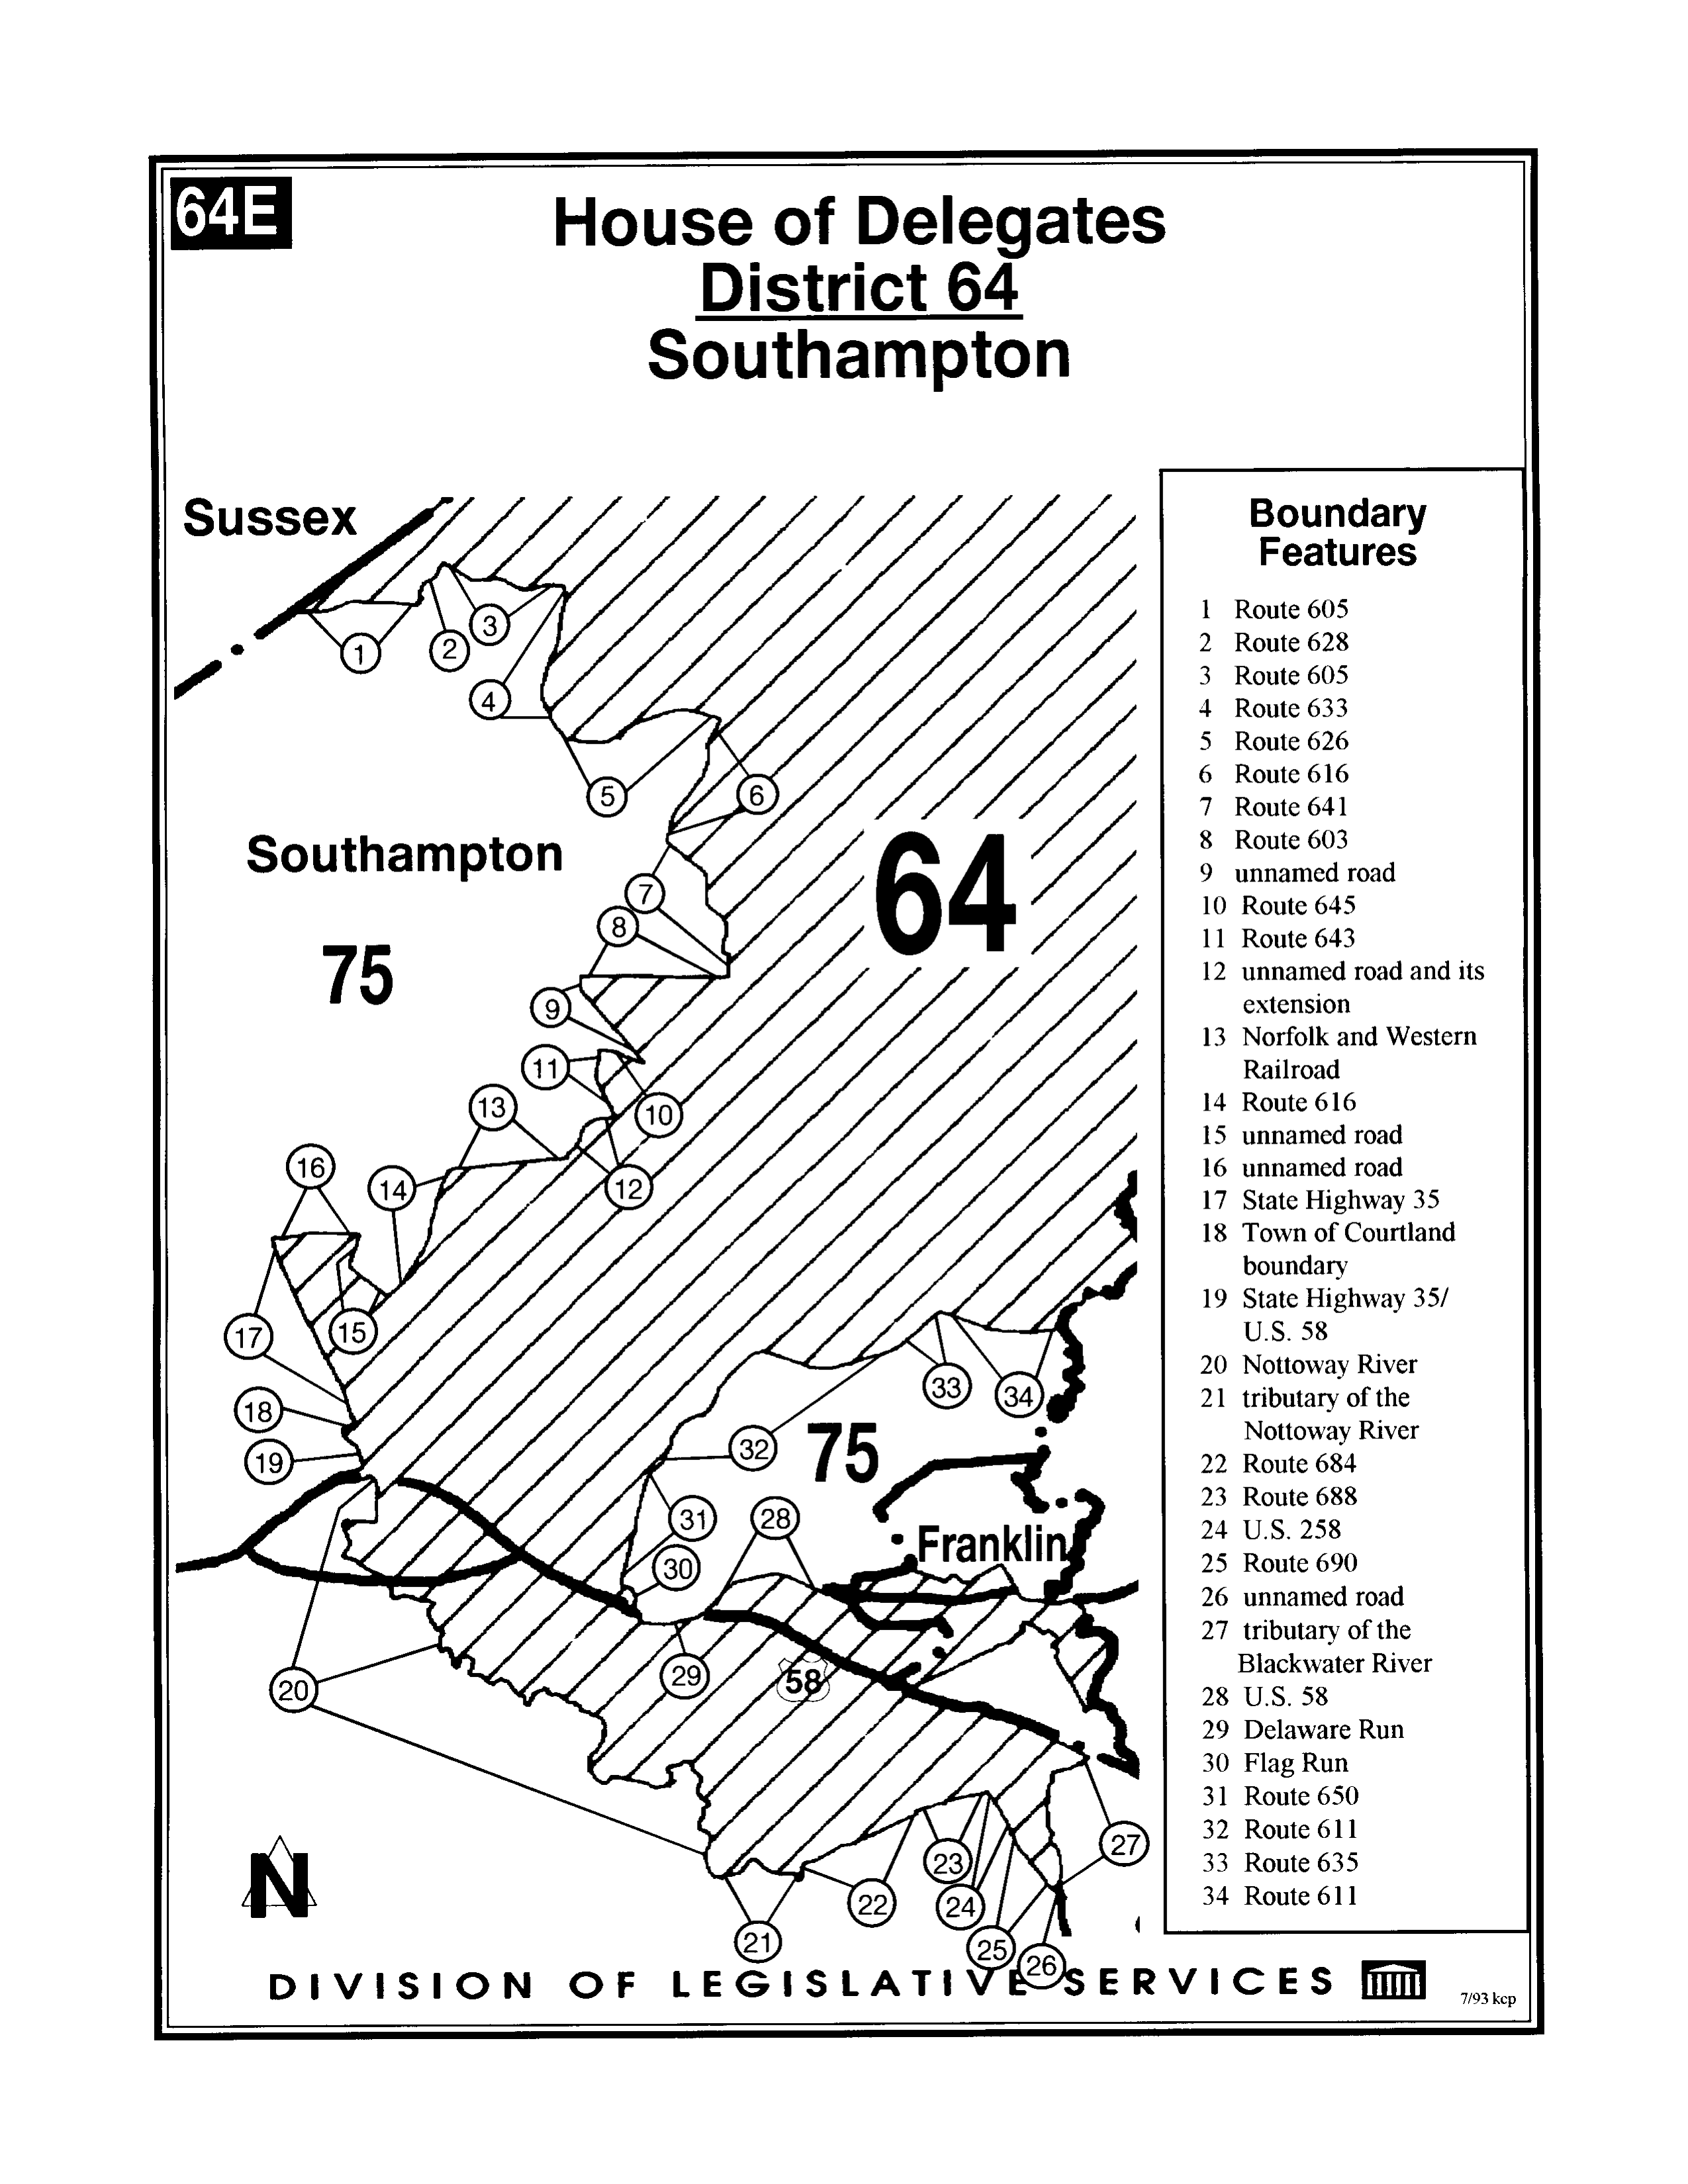 64E
House of Delegates
District 64
Southampton
Sussex
1
2
3
4
5
6
Southampton
64
7
8
75
9
11
10
13
12
16
14
17
15
18
19
33
34
32
75
31
28
Franklin
30
29
58
20
27
23
22
24
21
25
26
N
Boundary
Features
1 Route 605
2 Route 628
3 Route 605
4 Route 633
5 Route 626
6 Route 616
7 Route 641
8 Route 603
9 unnamed road
10 Route 645
11 Route 643
12 unnamed road and its
extension
13 Norfolk and Western
Railroad
14 Route 616
15 unnamed road
16 unnamed road
17 State Highway 35
18 Town of Courtland
boundary
19 State Highway 35/
U.S. 58
20 Nottoway River
21 tributary of the
Nottoway River
22 Route 684
23 Route 688
24 U.S. 258
25 Route 690
26 unnamed road
27 tributary of the
Blackwater River
28 U.S. 58
29 Delaware Run
30 Flag Run
31 Route 650
32 Route 611
33 Route 635
34 Route 611
DIVISION OF LEGISLATIVE SERVICES
7/93 kcp